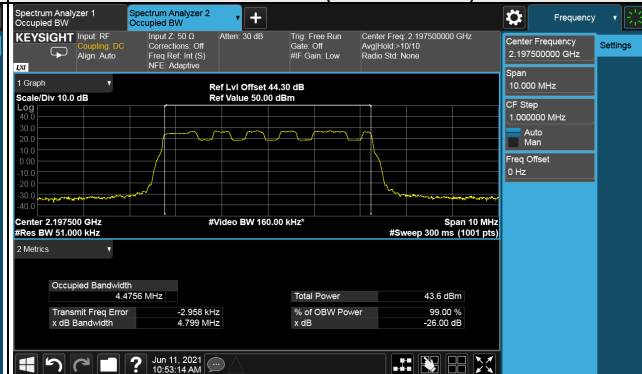 Spectrum Analyzer 1
Occupied BW
Spectrum Analyzer 2
Occupied BW
▼
+
Frequency
▼
KEYSIGHT
LXI
Input: RF
Coupling: DC
Align: Auto
Input Z: 50 Ω
Corrections: Off
Freq Ref: Int (S)
NFE: Adaptive
Atten: 30 dB
Trig: Free Run
Gate: Off
#IF Gain: Low
Center Freq: 2.197500000 GHz
Avg|Hold:>10/10
Radio Std: None
Center Frequency
2.197500000 GHz
Settings
Span
10.000 MHz
CF Step
1.000000 MHz
Auto
Man
Freq Offset
0 Hz
1 Graph
▼
Scale/Div 10.0 dB
Ref Lvl Offset 44.30 dB
Ref Value 50.00 dBm
Log
40.0
30.0
20.0
10.0
0.00
-10.0
-20.0
-30.0
-40.0
Center 2.197500 GHz
#Res BW 51.000 kHz
#Video BW 160.00 kHz*
Span 10 MHz
#Sweep 300 ms (1001 pts)
2 Metrics
▼
Occupied Bandwidth
4.4756 MHz
Total Power 43.6 dBm
Transmit Freq Error -2.958 kHz
% of OBW Power 99.00 %
x dB Bandwidth 4.799 MHz
x dB -26.00 dB
?
Jun 11, 2021
10:53:14 AM